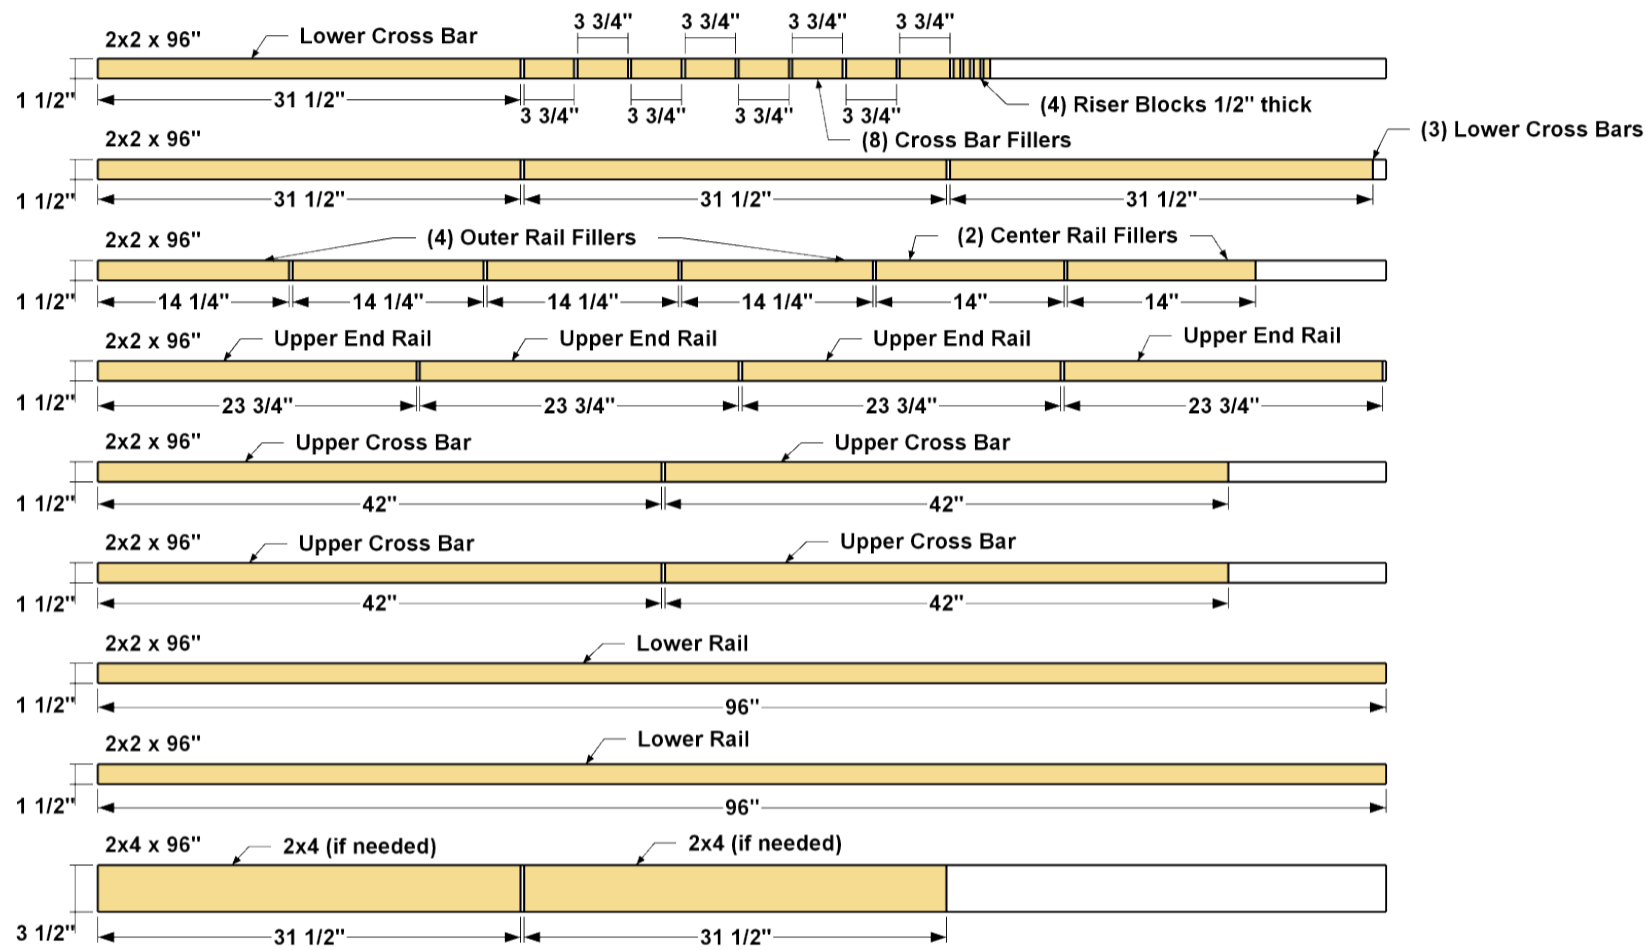 3 3/4" 3 3/4" 3 3/4" 3 3/4"
2x2 x 96" Lower Cross Bar
1 1/2" 31 1/2" 3 3/4" 3 3/4" 3 3/4" 3 3/4" (4) Riser Blocks 1/2" thick
2x2 x 96" (8) Cross Bar Fillers (3) Lower Cross Bars
1 1/2" 31 1/2" 31 1/2" 31 1/2"
2x2 x 96" (4) Outer Rail Fillers (2) Center Rail Fillers
1 1/2" 14 1/4" 14 1/4" 14 1/4" 14 1/4" 14" 14"
2x2 x 96" Upper End Rail Upper End Rail Upper End Rail Upper End Rail
1 1/2" 23 3/4" 23 3/4" 23 3/4" 23 3/4"
2x2 x 96" Upper Cross Bar Upper Cross Bar
1 1/2" 42" 42"
2x2 x 96" Upper Cross Bar Upper Cross Bar
1 1/2" 42" 42"
2x2 x 96" Lower Rail
1 1/2" 96"
2x2 x 96" Lower Rail
1 1/2" 96"
2x4 x 96" 2x4 (if needed) 2x4 (if needed)
3 1/2" 31 1/2" 31 1/2"